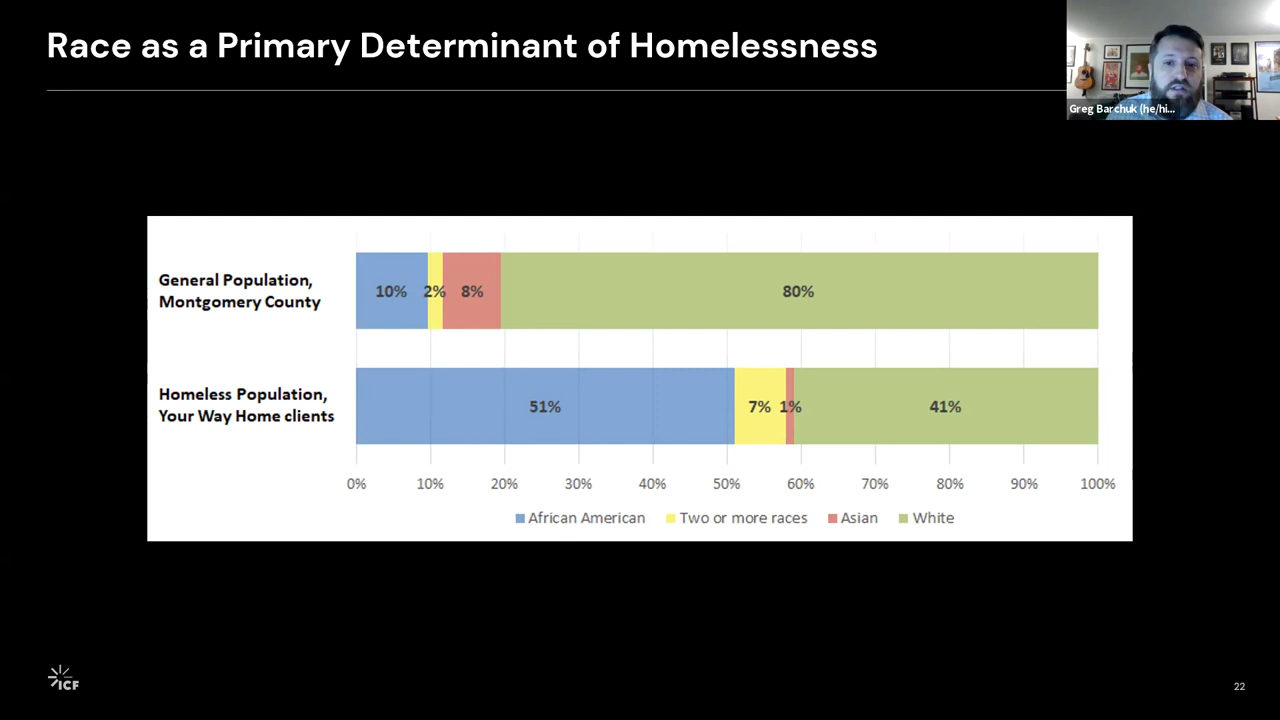 Race as a Primary Determinant of Homelessness
Greg Barchuk (he/hi...
General Population,
Montgomery County
10% 2% 8% 80%
Homeless Population,
Your Way Home clients
51% 7% 1% 41%
0% 10% 20% 30% 40% 50% 60% 70% 80% 90% 100%
African American Two or more races Asian White
ICF
22